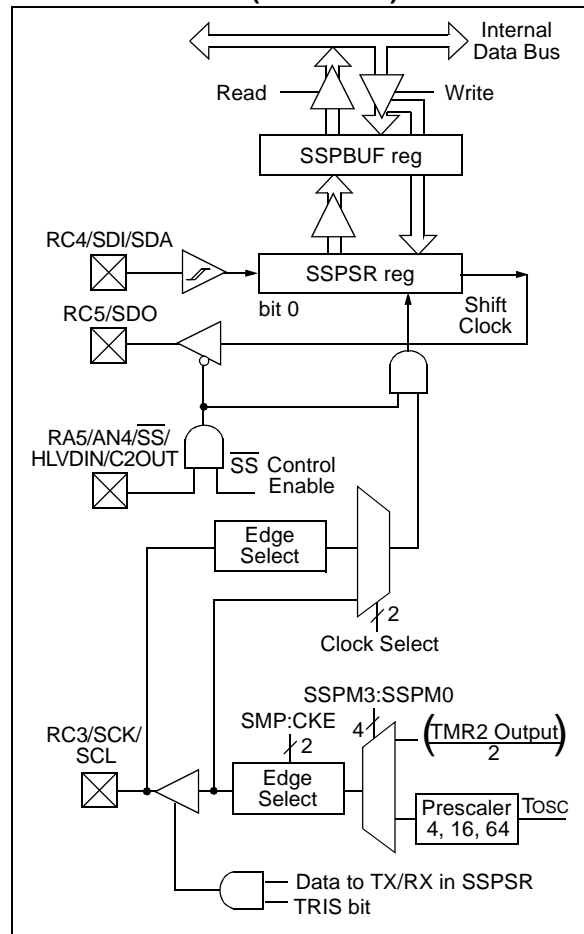 Internal
Data Bus
Read
Write
SSPBUF reg
RC4/SDI/SDA
SSPSR reg
bit 0
Shift
Clock
RC5/SDO
RA5/AN4/SS/
HLVDIN/C2OUT
SS Control
Enable
Edge
Select
2
Clock Select
SSPM3:SSPM0
SMP:CKE
4
(TMR2 Output)
2
2
RC3/SCK/
SCL
Edge
Select
Prescaler
4, 16, 64
TOSC
Data to TX/RX in SSPSR
TRIS bit